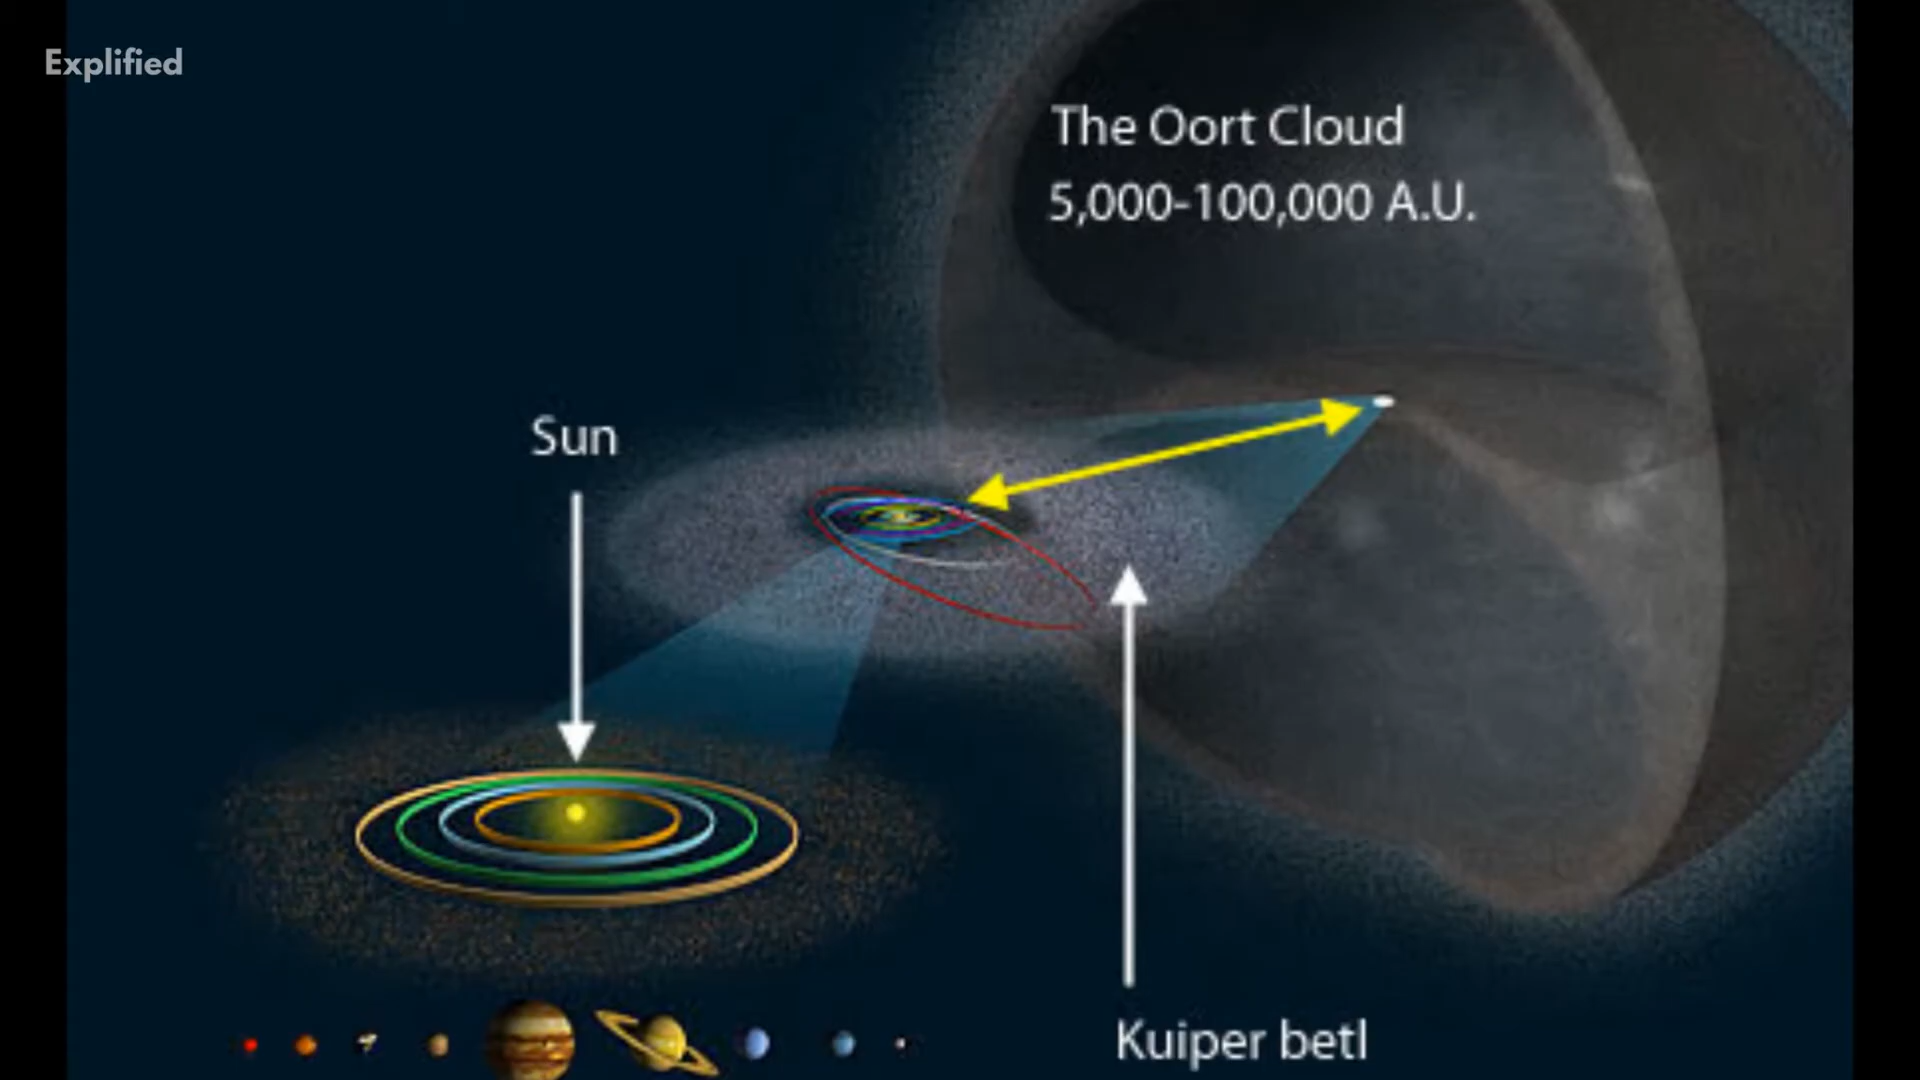 Explified
The Oort Cloud
5,000-100,000 A.U.
Sun
Kuiper betl